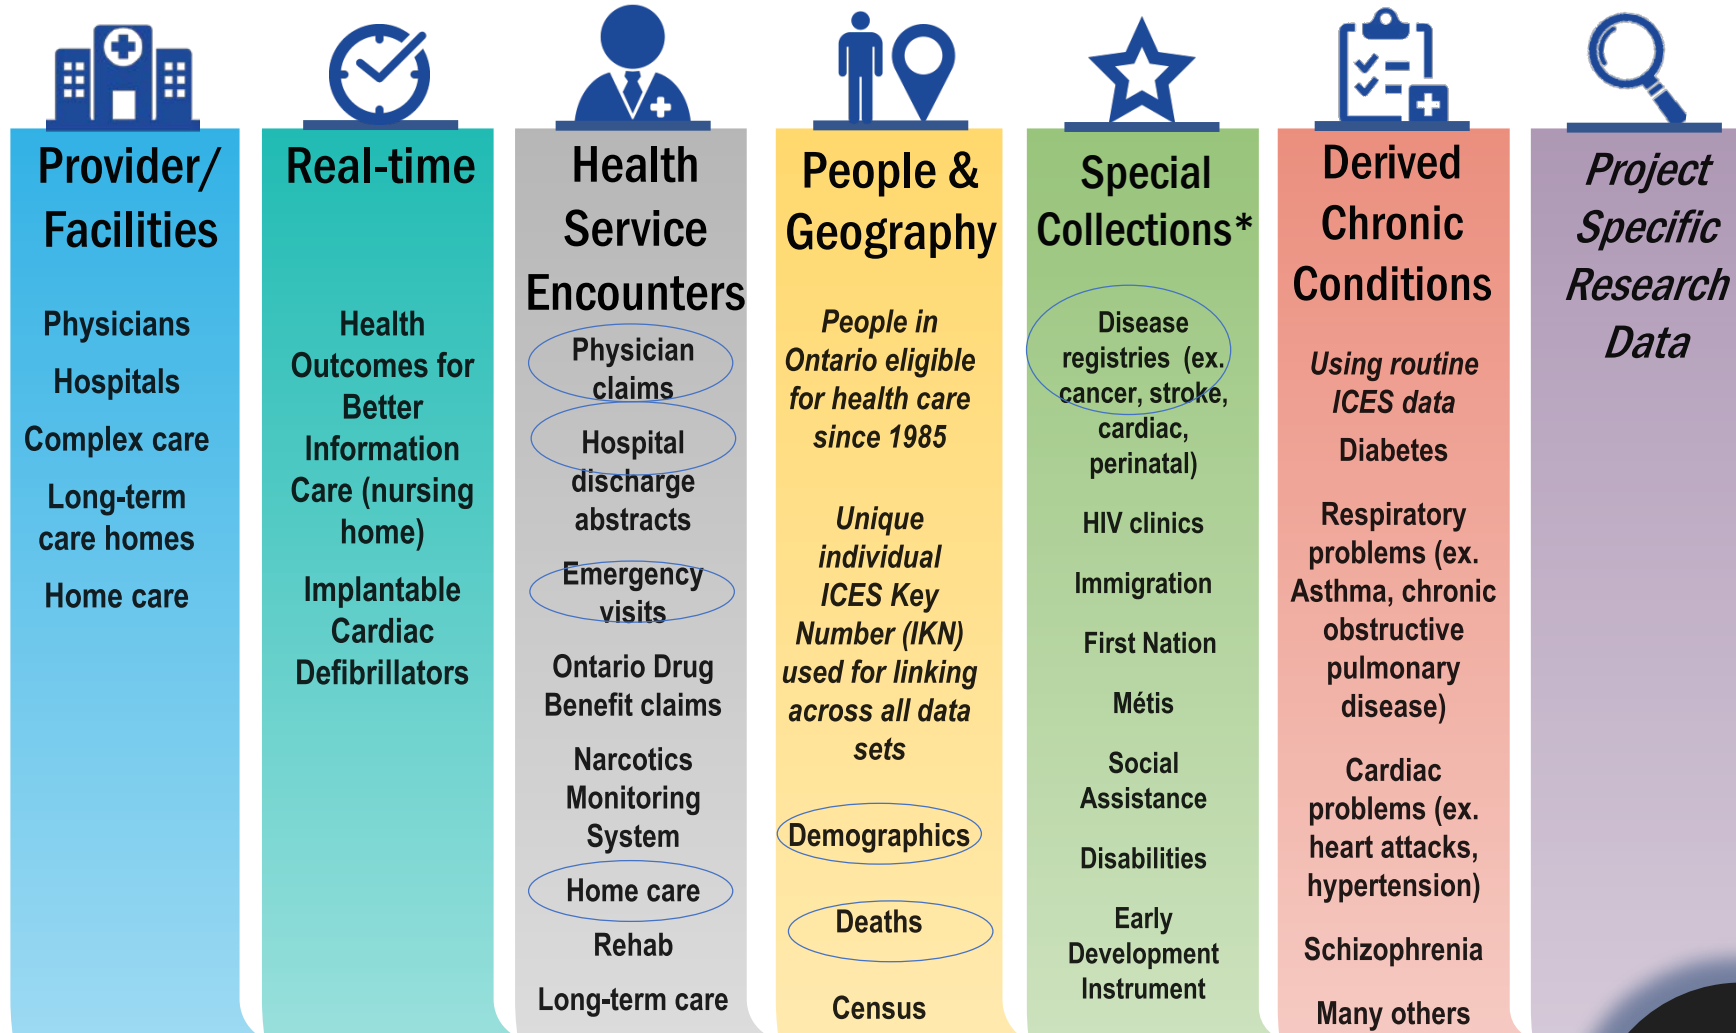 Provider/
Facilities
Physicians
Hospitals
Complex care
Long-term
care homes
Home care
Real-time
Health
Outcomes for
Better
Information
Care (nursing
home)
Implantable
Cardiac
Defibrillators
Health
Service
Encounters
Physician
claims
Hospital
discharge
abstracts
Emergency
visits
Ontario Drug
Benefit claims
Narcotics
Monitoring
System
Home care
Rehab
Long-term care
People &
Geography
People in
Ontario eligible
for health care
since 1985
Unique
individual
ICES Key
Number (IKN)
used for linking
across all data
sets
Demographics
Deaths
Census
Special
Collections*
Disease
registries (ex.
cancer, stroke,
cardiac,
perinatal)
HIV clinics
Immigration
First Nation
Métis
Social
Assistance
Disabilities
Early
Development
Instrument
Derived
Chronic
Conditions
Using routine
ICES data
Diabetes
Respiratory
problems (ex.
Asthma, chronic
obstructive
pulmonary
disease)
Cardiac
problems (ex.
heart attacks,
hypertension)
Schizophrenia
Many others
Project
Specific
Research
Data